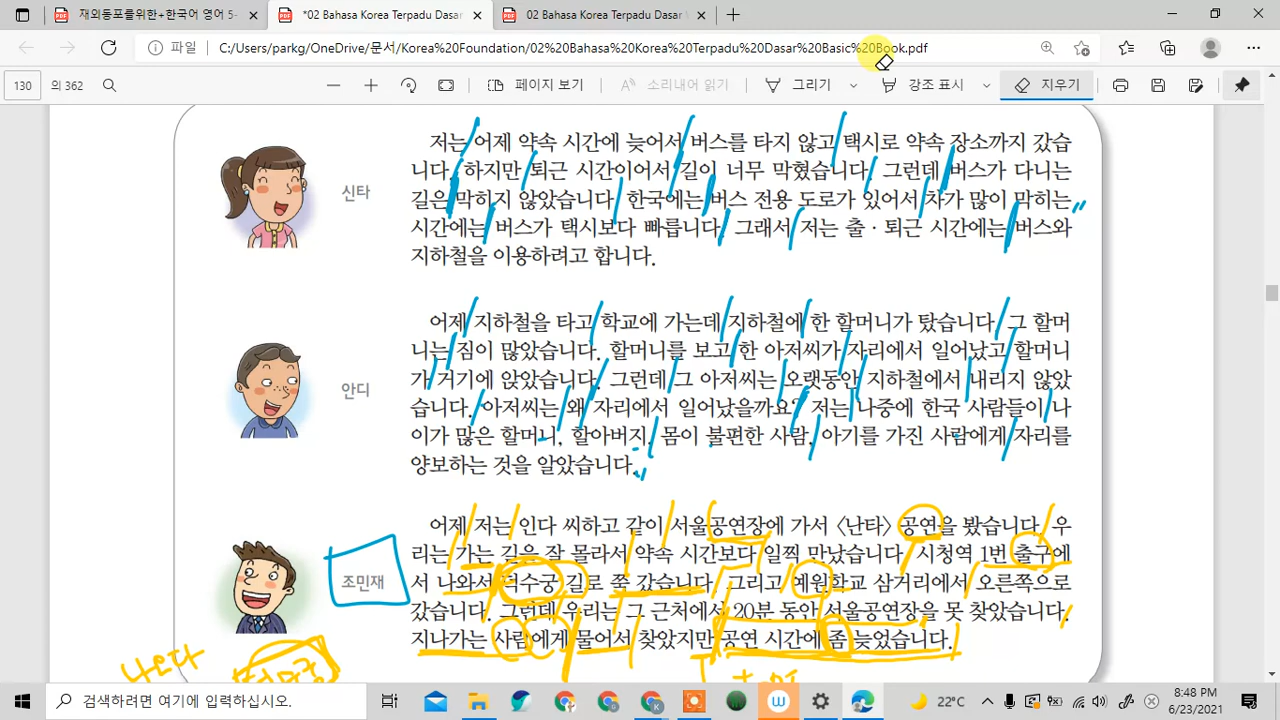 재외동포를위한+한국어 영어 5-
*02 Bahasa Korea Terpadu Dasar
02 Bahasa Korea Terpadu Dasar
파일 C:/Users/parkg/OneDrive/문서/Korea%20Foundation/02%20Bahasa%20Korea%20Terpadu%20Dasar%20Basic%20Book.pdf
130 의 362 페이지 보기 소리내어 읽기 그리기 강조 표시 지우기
신타
저는 어제 약속 시간에 늦어서 버스를 타지 않고 택시로 약속 장소까지 갔습
니다. 하지만 퇴근 시간이어서 길이 너무 막혔습니다. 그런데 버스가 다니는
길은 막히지 않았습니다. 한국에는 버스 전용 도로가 있어서 차가 많이 막히는
시간에는 버스가 택시보다 빠릅니다. 그래서 저는 출 · 퇴근 시간에는 버스와
지하철을 이용하려고 합니다.
안디
어제 지하철을 타고 학교에 가는데 지하철에 한 할머니가 탔습니다. 그 할머
니는 짐이 많았습니다. 할머니를 보고 한 아저씨가 자리에서 일어났고 할머니
가 거기에 앉았습니다. 그런데 그 아저씨는 오랫동안 지하철에서 내리지 않았
습니다. 아저씨는 왜 자리에서 일어났을까요? 저는 나중에 한국 사람들이 나
이가 많은 할머니, 할아버지, 몸이 불편한 사람, 아기를 가진 사람에게 자리를
양보하는 것을 알았습니다.
조민재
어제 저는 인다 씨하고 같이 서울공연장에 가서 〈난타〉 공연을 봤습니다. 우
리는 가는 길을 잘 몰라서 약속 시간보다 일찍 만났습니다. 시청역 1번 출구에
서 나와서 덕수궁 길로 쭉 갔습니다. 그리고 예원학교 삼거리에서 오른쪽으로
갔습니다. 그런데 우리는 그 근처에서 20분 동안 서울공연장을 못 찾았습니다.
지나가는 사람에게 물어서 찾았지만 공연 시간에 좀 늦었습니다.
나오다
검색하려면 여기에 입력하십시오.
22°C
8:48 PM
6/23/2021